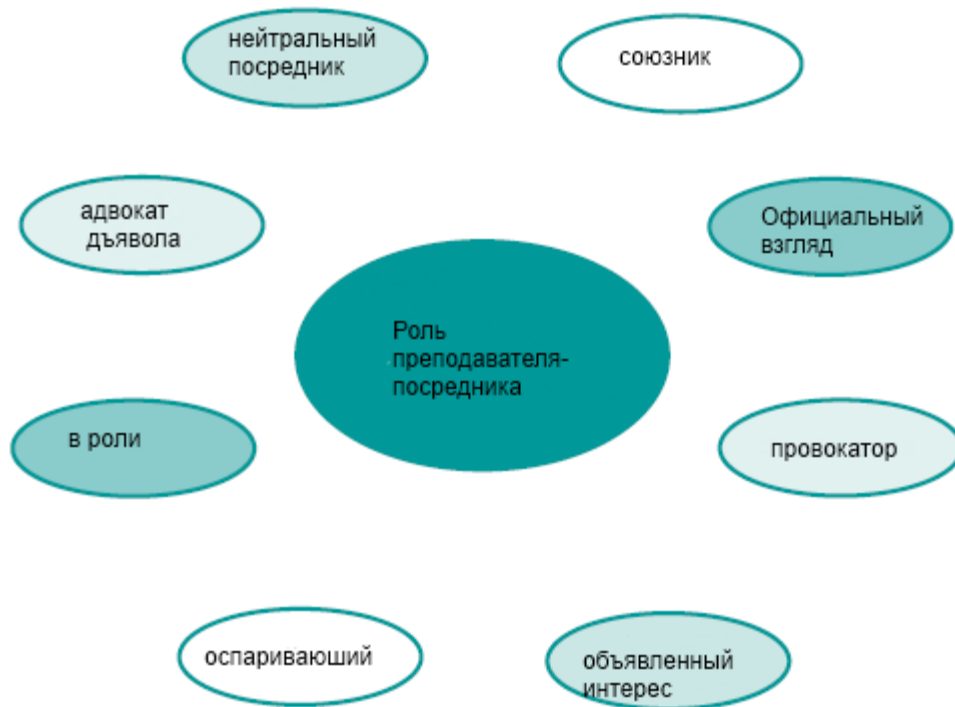 нейтральный
посредник
союзник
адвокат
дъявола
Официальный
взгляд
Роль
преподавателя-
посредника
в роли
провокатор
оспариваюший
объявленный
интерес